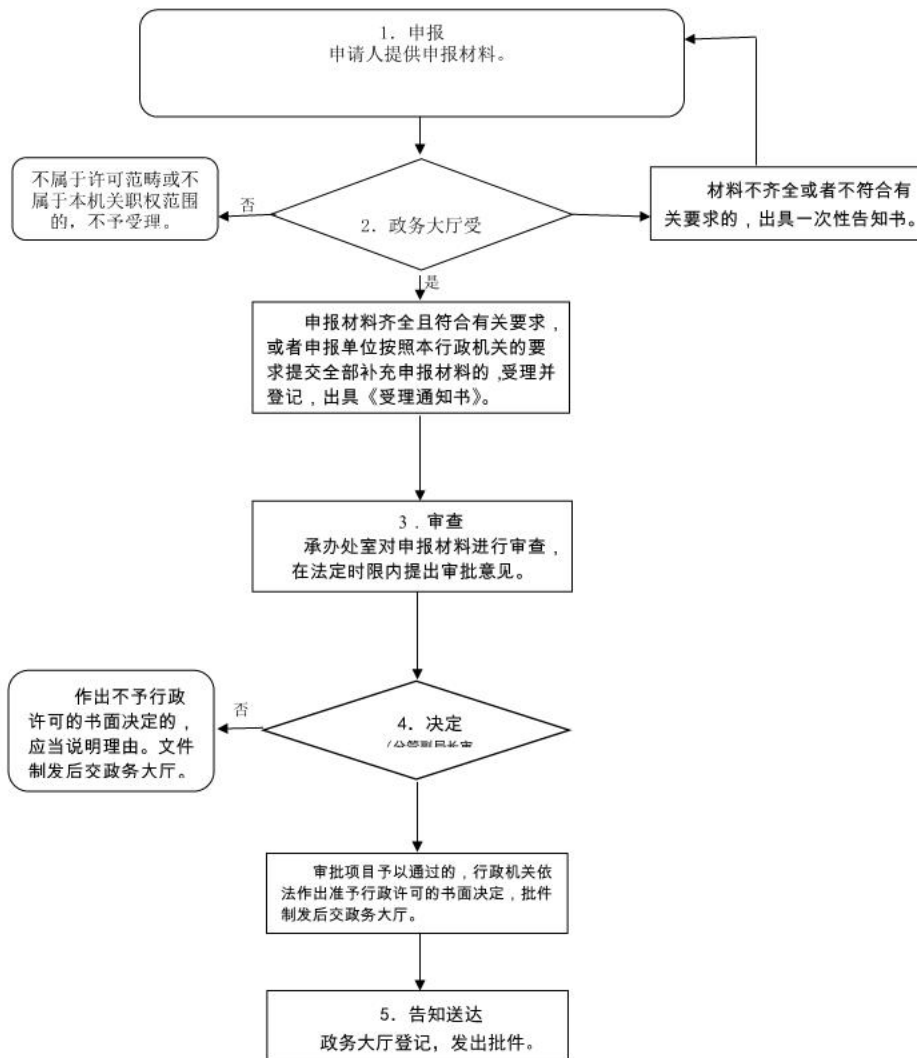 1. 申报
申请人提供申报材料。
不属于许可范畴或不
属于本机关职权范围
的，不予受理。
否
2. 政务大厅受
材料不齐全或者不符合有
关要求的，出具一次性告知书。
是
申报材料齐全且符合有关要求，
或者申报单位按照本行政机关的要
求提交全部补充申报材料的 ,受理并
登记，出具《受理通知书》。
3．审查
承办处室对申报材料进行审查，
在法定时限内提出审批意见。
作出不予行政
许可的书面决定的，
应当说明理由。文件
制发后交政务大厅。
否
4. 决定
（分管副局长审
审批项目予以通过的，行政机关依
法作出准予行政许可的书面决定，批件
制发后交政务大厅。
5. 告知送达
政务大厅登记，发出批件。